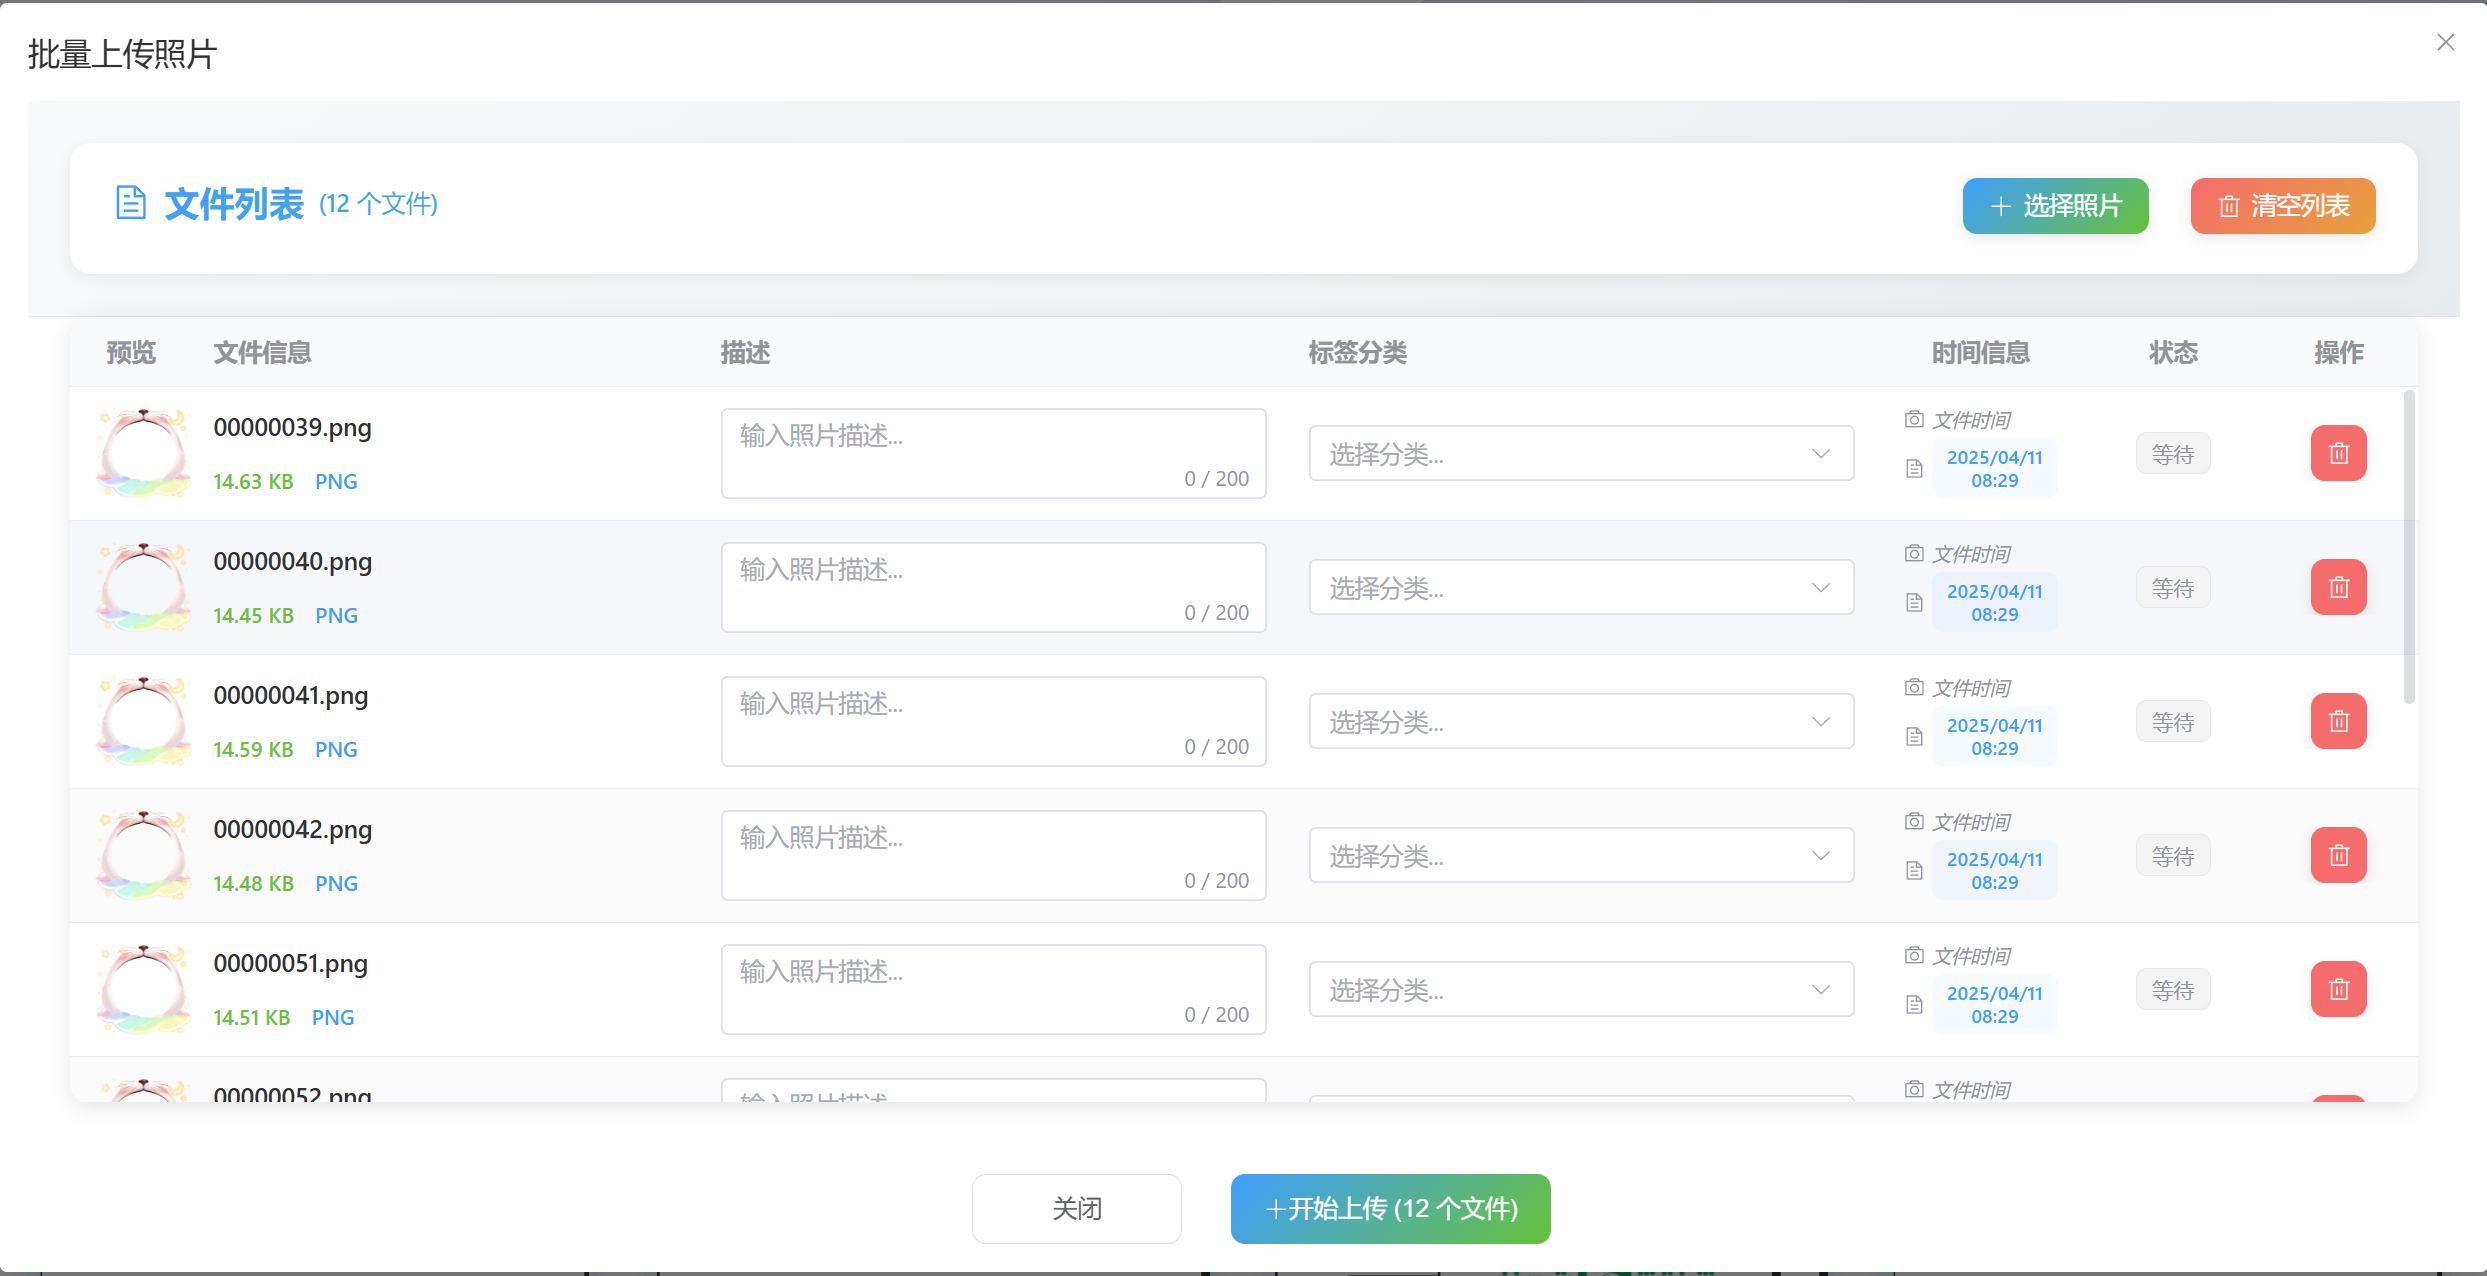 批量上传照片
文件列表 (12 个文件)
选择照片
清空列表
预览 文件信息 描述 标签分类 时间信息 状态 操作
00000039.png
14.63 KB PNG
输入照片描述...
0 / 200
选择分类...
文件时间
2025/04/11
08:29
等待
00000040.png
14.45 KB PNG
输入照片描述...
0 / 200
选择分类...
文件时间
2025/04/11
08:29
等待
00000041.png
14.59 KB PNG
输入照片描述...
0 / 200
选择分类...
文件时间
2025/04/11
08:29
等待
00000042.png
14.48 KB PNG
输入照片描述...
0 / 200
选择分类...
文件时间
2025/04/11
08:29
等待
00000051.png
14.51 KB PNG
输入照片描述...
0 / 200
选择分类...
文件时间
2025/04/11
08:29
等待
00000052.png
输入照片描述...
文件时间
关闭
+开始上传 (12 个文件)